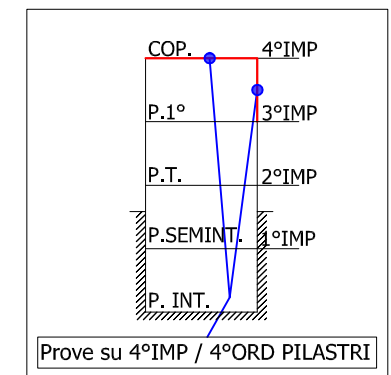 COP. 4°IMP
P.1° 3°IMP
P.T. 2°IMP
P.SEMINT. 1°IMP
P. INT.
Prove su 4°IMP / 4°ORD PILASTRI